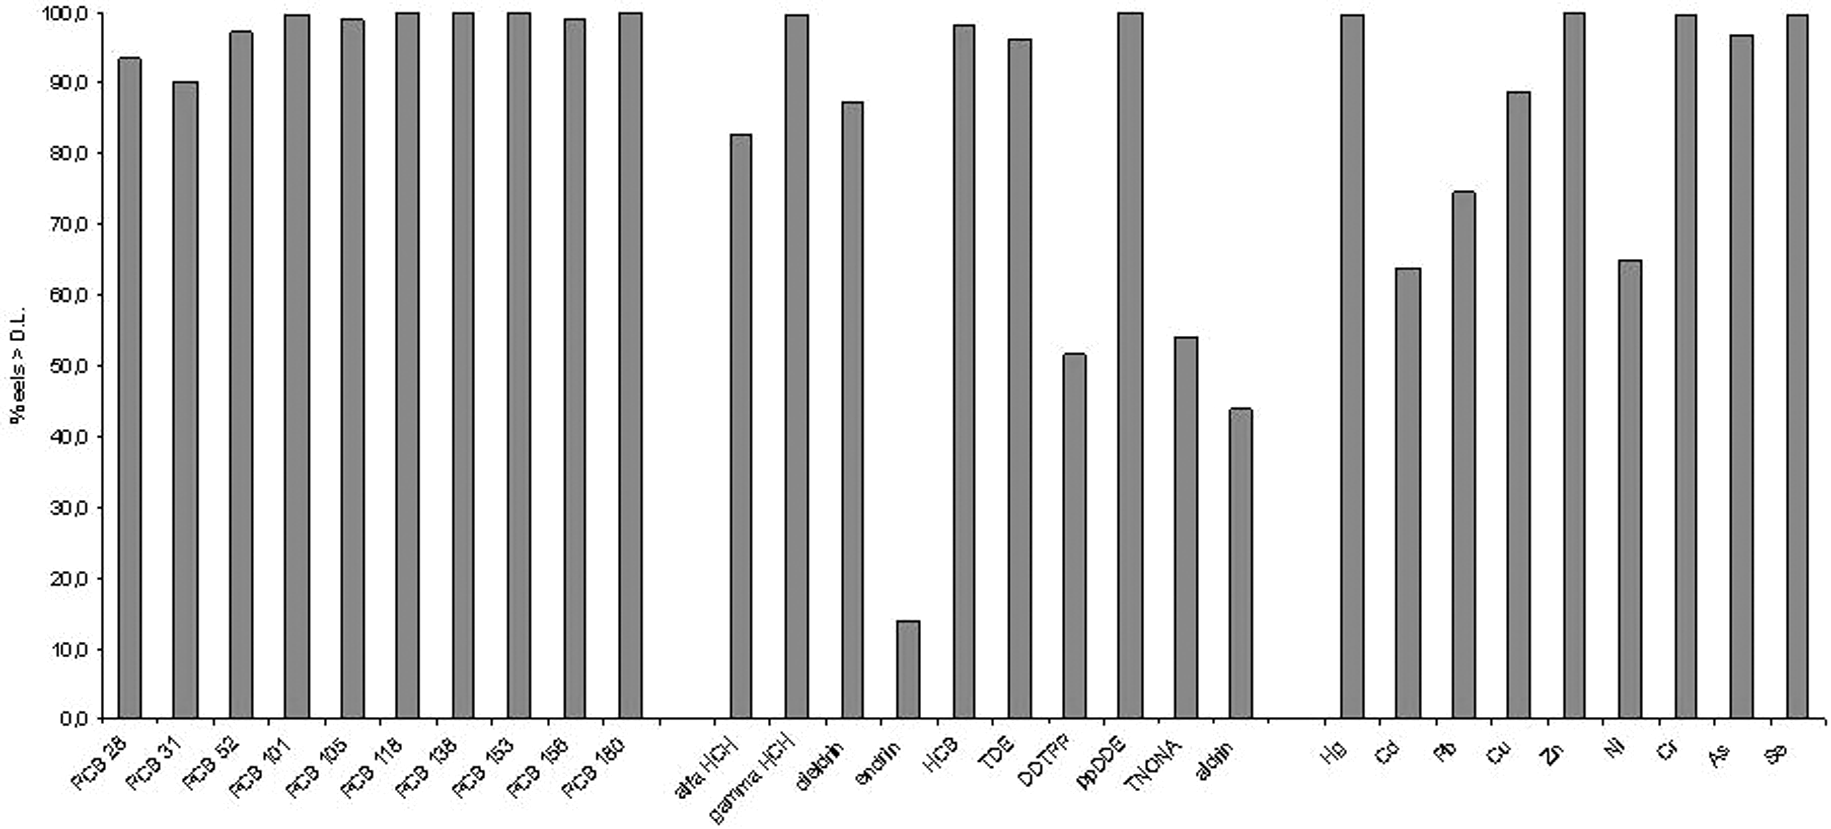 100,0
90,0
80,0
70,0
60,0
50,0
40,0
30,0
20,0
10,0
0,0
%eels > D.L.
PCB 28
PCB 31
PCB 52
PCB 101
PCB 105
PCB 118
PCB 138
PCB 153
PCB 156
PCB 180
alfa HCH
gamma HCH
dieldrin
endrin
HCB
TDE
DDTPP
ppDDE
TNONA
aldrin
Hg
Cd
Pb
Cu
Zn
Ni
Cr
As
Se